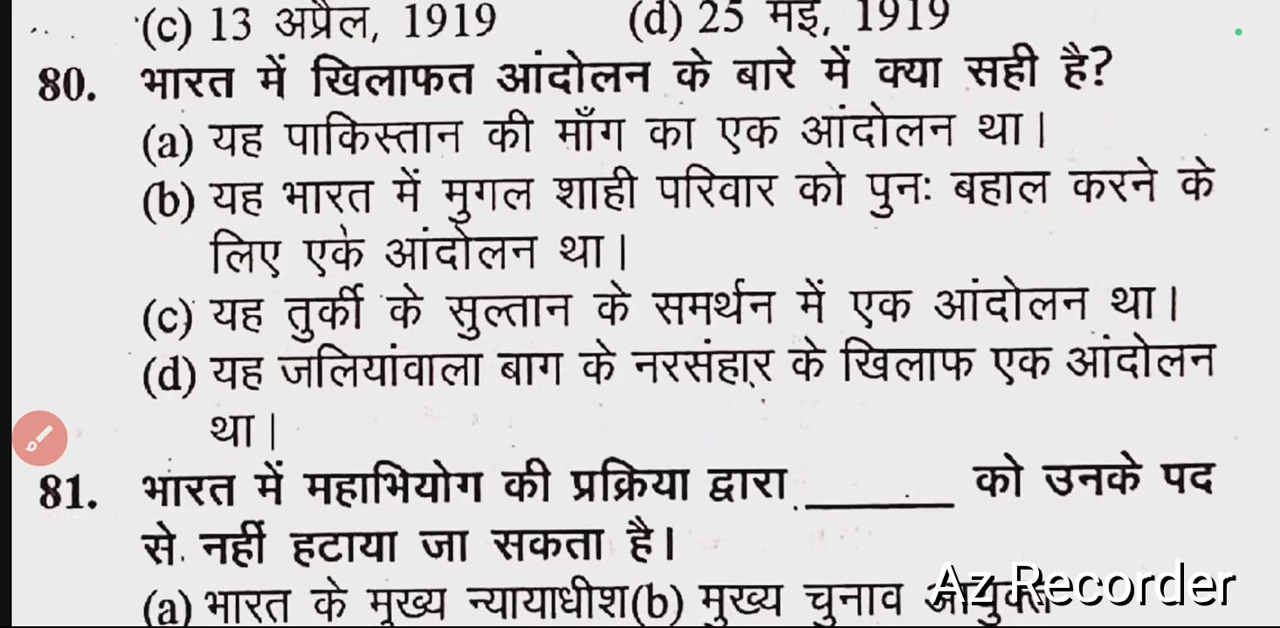 (c) 13 अप्रैल, 1919 (d) 25 मई, 1919
80. भारत में खिलाफत आंदोलन के बारे में क्या सही है?
(a) यह पाकिस्तान की माँग का एक आंदोलन था।
(b) यह भारत में मुगल शाही परिवार को पुनः बहाल करने के
लिए एक आंदोलन था।
(c) यह तुर्की के सुल्तान के समर्थन में एक आंदोलन था।
(d) यह जलियांवाला बाग के नरसंहार के खिलाफ एक आंदोलन
था।
81. भारत में महाभियोग की प्रक्रिया द्वारा ______ को उनके पद
से नहीं हटाया जा सकता है।
(a) भारत के मुख्य न्यायाधीश(b) मुख्य चुनाव आयुक्त
Az Recorder